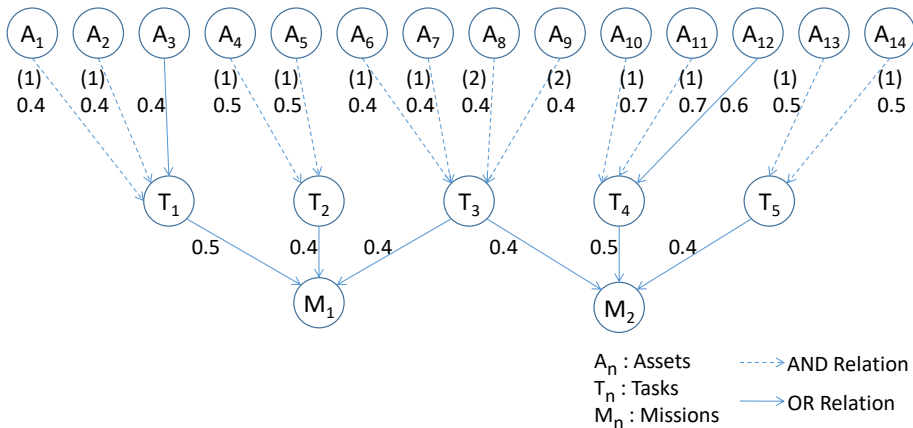 A1 A2 A3 A4 A5 A6 A7 A8 A9 A10 A11 A12 A13 A14
(1) (1) (1) (1) (1) (1) (2) (2) (1) (1) (1) (1)
0.4 0.4 0.4 0.5 0.5 0.4 0.4 0.4 0.4 0.7 0.7 0.6 0.5 0.5
T1 T2 T3 T4 T5
0.5 0.4 0.4 0.4 0.5 0.4
M1 M2
An : Assets
AND Relation
Tn : Tasks
OR Relation
Mn : Missions